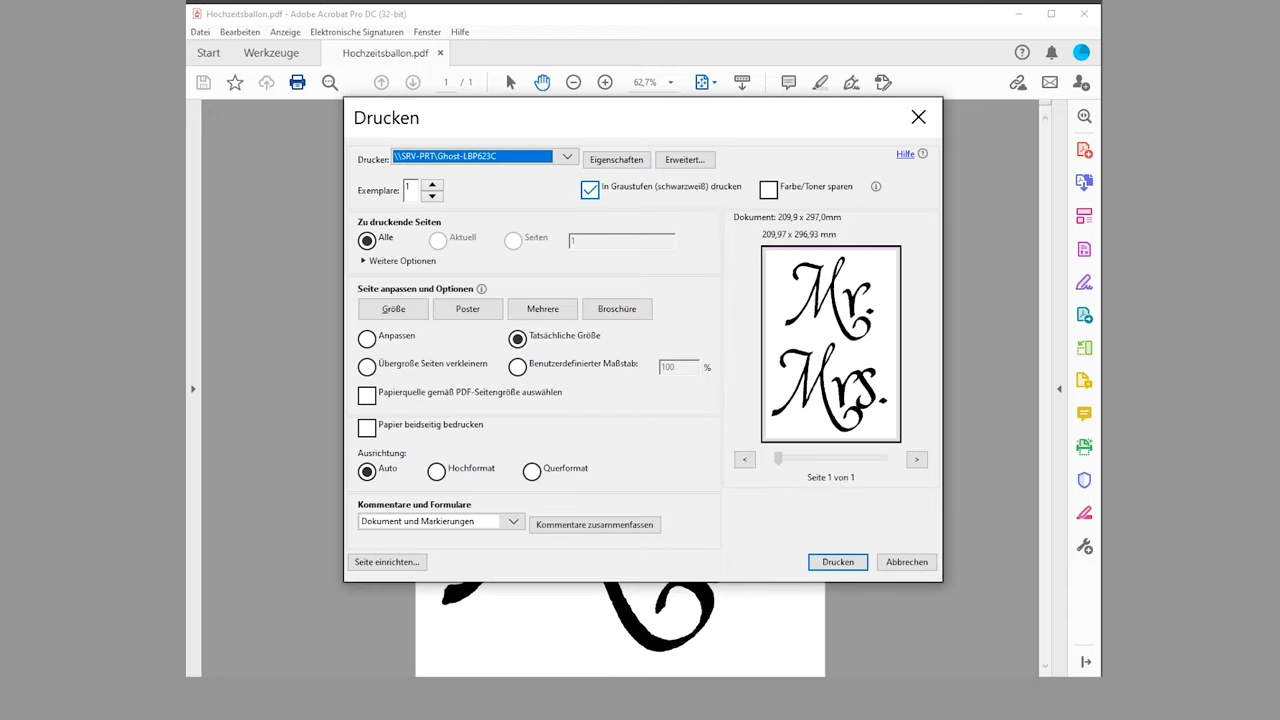 Hochzeitsballon.pdf - Adobe Acrobat Pro DC (32-bit)
Datei Bearbeiten Anzeige Elektronische Signaturen Fenster Hilfe
Start Werkzeuge Hochzeitsballon.pdf ×
1 / 1 62,7%
Drucken
Drucker: \\SRV-PRT\Ghost-LBP623C Eigenschaften Erweitert... Hilfe
Exemplare: 1 In Graustufen (schwarzweiß) drucken Farbe/Toner sparen
Zu druckende Seiten
Alle Aktuell Seiten 1
Weitere Optionen
Seite anpassen und Optionen
Größe Poster Mehrere Broschüre
Anpassen Tatsächliche Größe
Übergroße Seiten verkleinern Benutzerdefinierter Maßstab: 100 %
Papierquelle gemäß PDF-Seitengröße auswählen
Papier beidseitig bedrucken
Ausrichtung:
Auto Hochformat Querformat
Kommentare und Formulare
Dokument und Markierungen Kommentare zusammenfassen
Dokument: 209,9 x 297,0mm
209,97 x 296,93 mm
Mr.
Mrs.
< >
Seite 1 von 1
Seite einrichten... Drucken Abbrechen